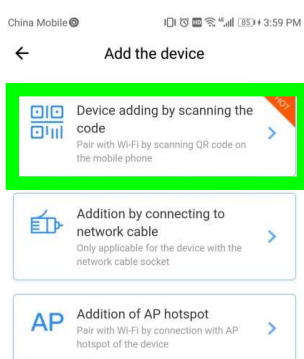 China Mobile 85 3:59 PM
Add the device
Device adding by scanning the HOT
code
Pair with Wi-Fi by scanning QR code on
the mobile phone
Addition by connecting to
network cable
Only applicable for the device with the
network cable socket
AP Addition of AP hotspot
Pair with Wi-Fi by connection with AP
hotspot of the device